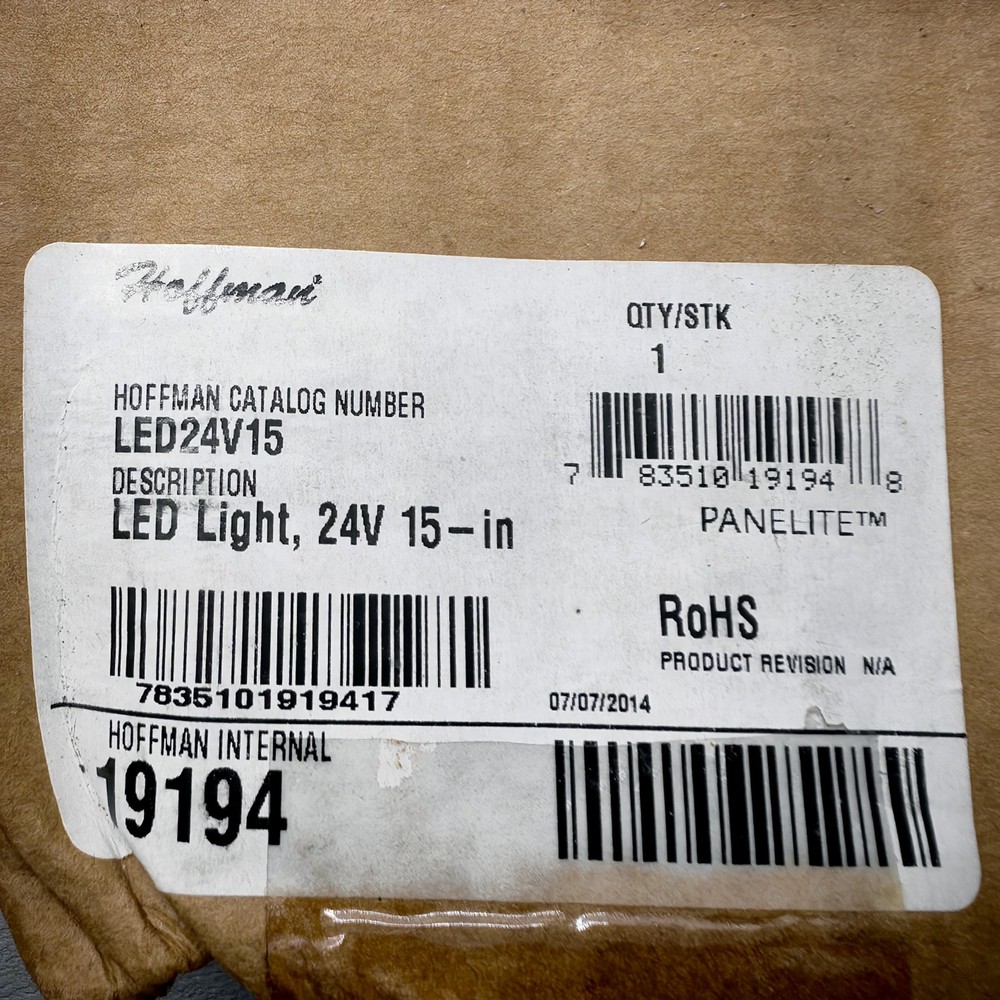 Hoffman®
QTY/STK
1
HOFFMAN CATALOG NUMBER
LED24V15
DESCRIPTION
LED Light, 24V 15-in
7 83510 19194 8
PANELITE™
RoHS
PRODUCT REVISION N/A
7835101919417
07/07/2014
HOFFMAN INTERNAL
19194